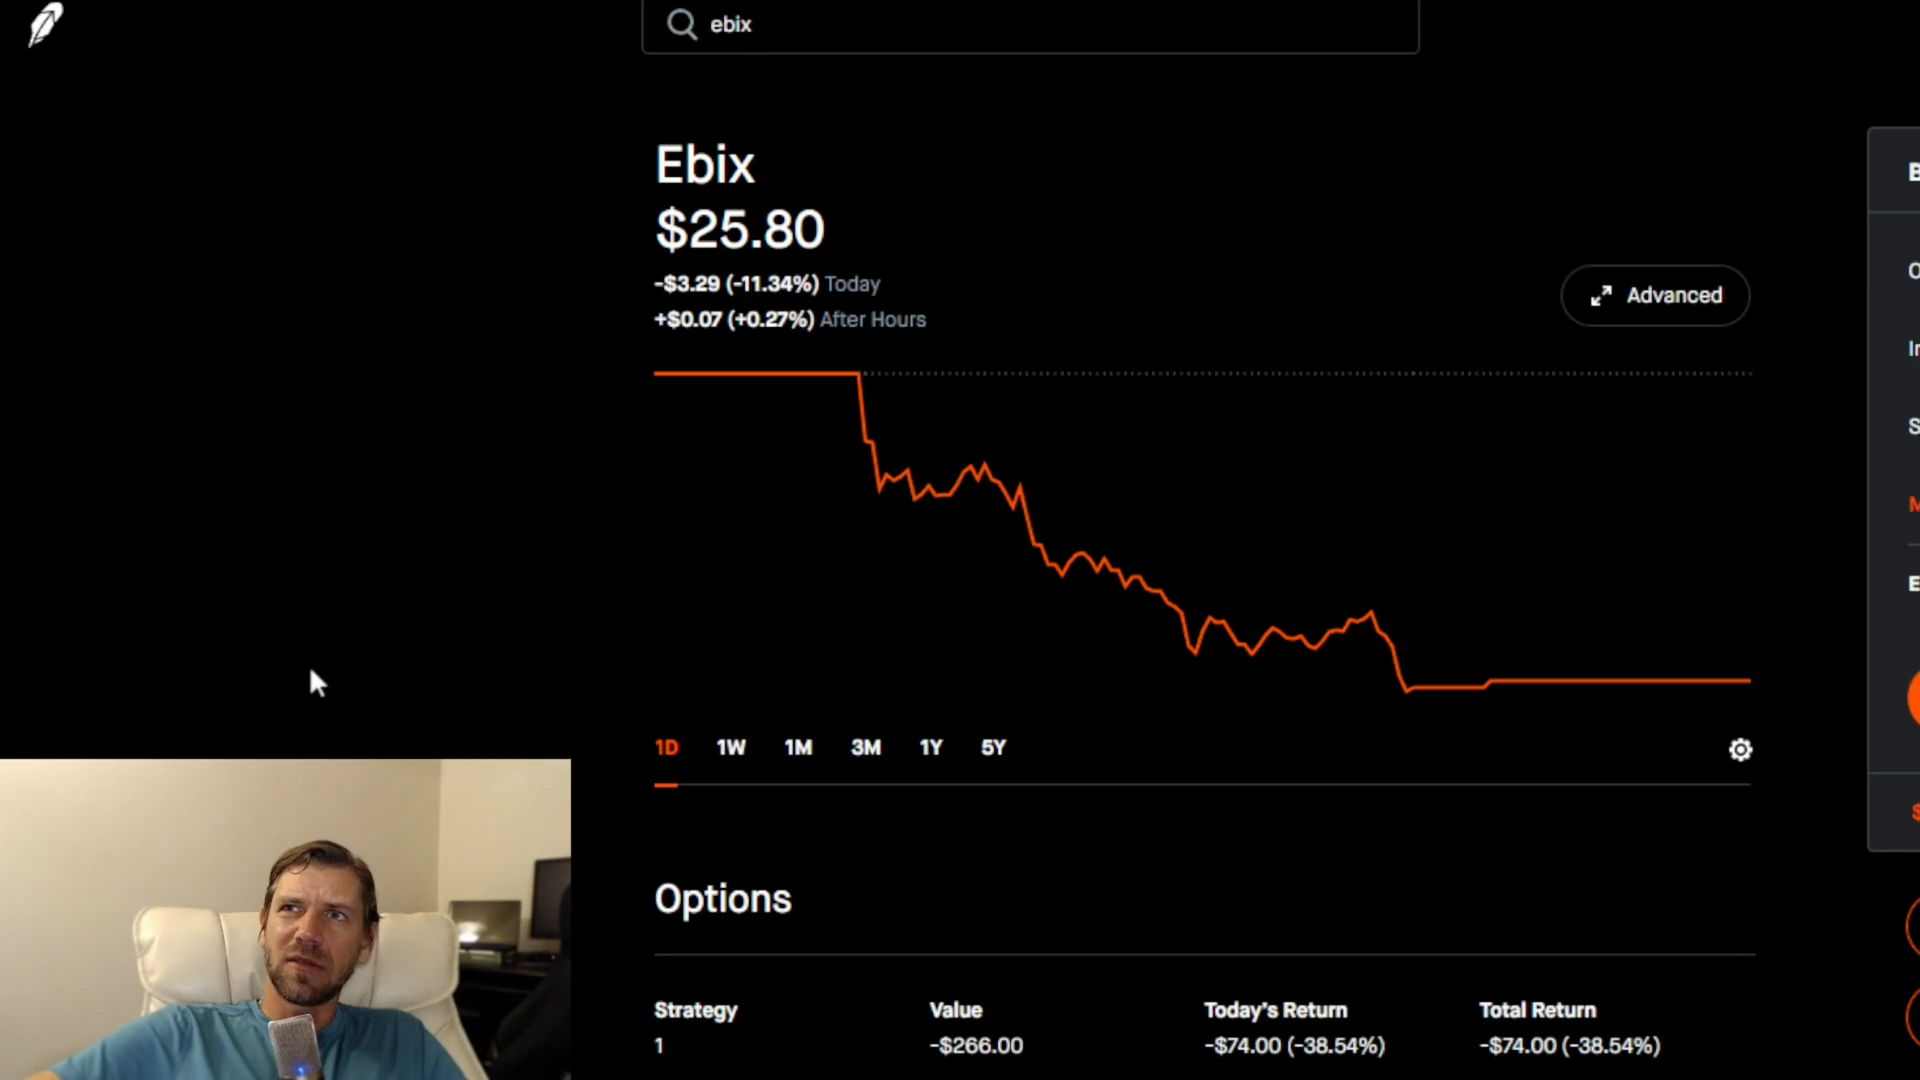 ebix
Ebix
$25.80
-$3.29 (-11.34%) Today
+$0.07 (+0.27%) After Hours
Advanced
1D 1W 1M 3M 1Y 5Y
Options
Strategy Value Today's Return Total Return
1 -$266.00 -$74.00 (-38.54%) -$74.00 (-38.54%)